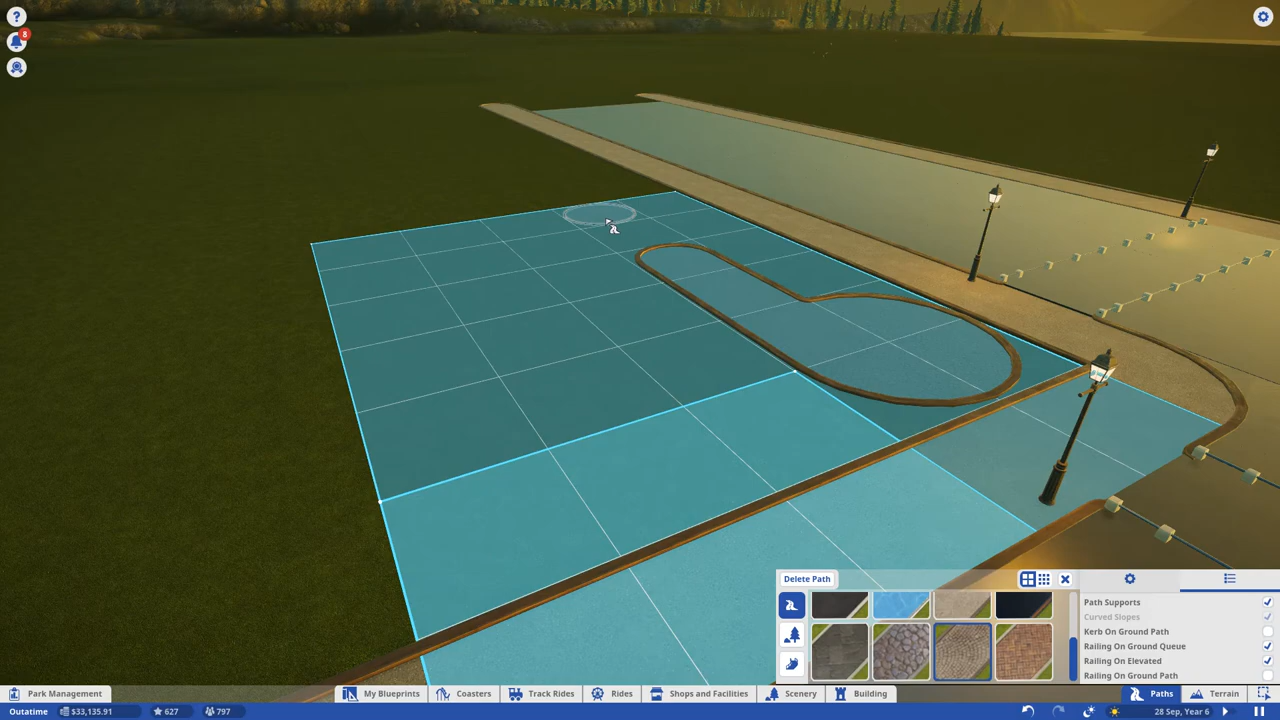 ?
8
Delete Path
Path Supports
Curved Slopes
Kerb On Ground Path
Railing On Ground Queue
Railing On Elevated
Railing On Ground Path
Park Management
My Blueprints
Coasters
Track Rides
Rides
Shops and Facilities
Scenery
Building
Paths
Terrain
Outatime
$33,135.91
627
797
28 Sep, Year 6